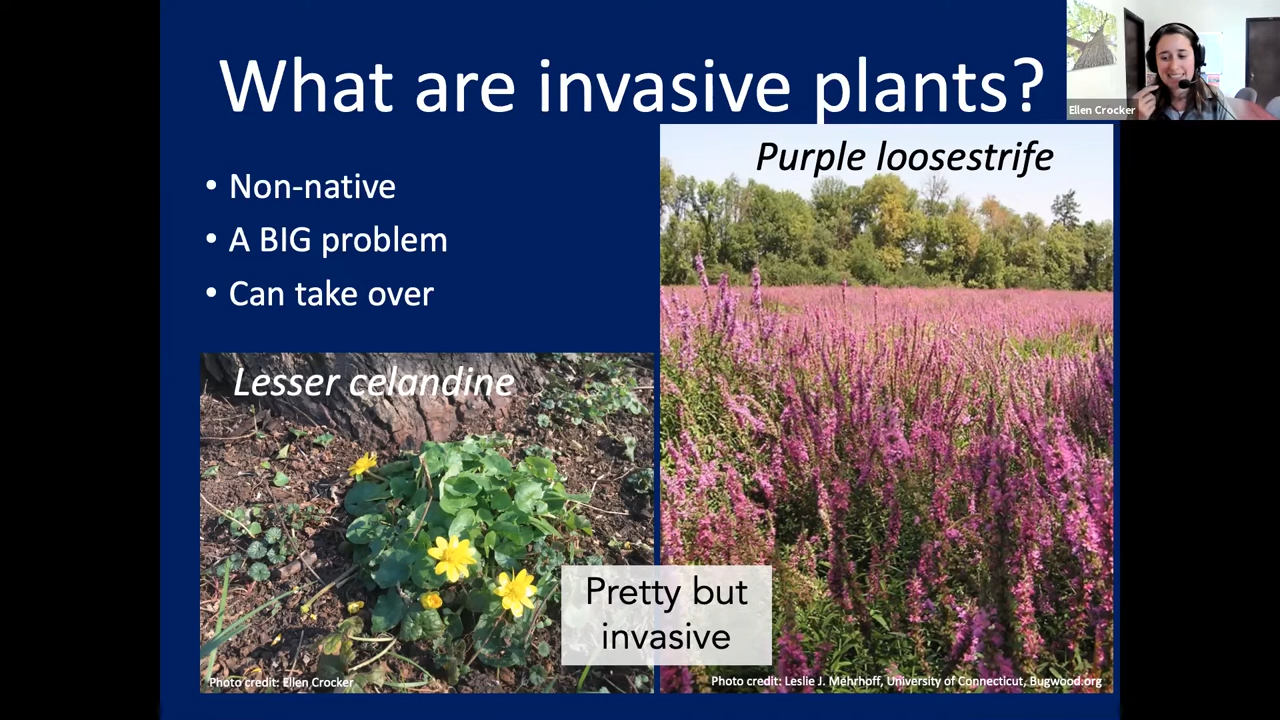 What are invasive plants?
Ellen Crocker
• Non-native
• A BIG problem
• Can take over
Purple loosestrife
Lesser celandine
Pretty but
invasive
Photo credit: Ellen Crocker
Photo credit: Leslie J. Mehrhoff, University of Connecticut, Bugwood.org